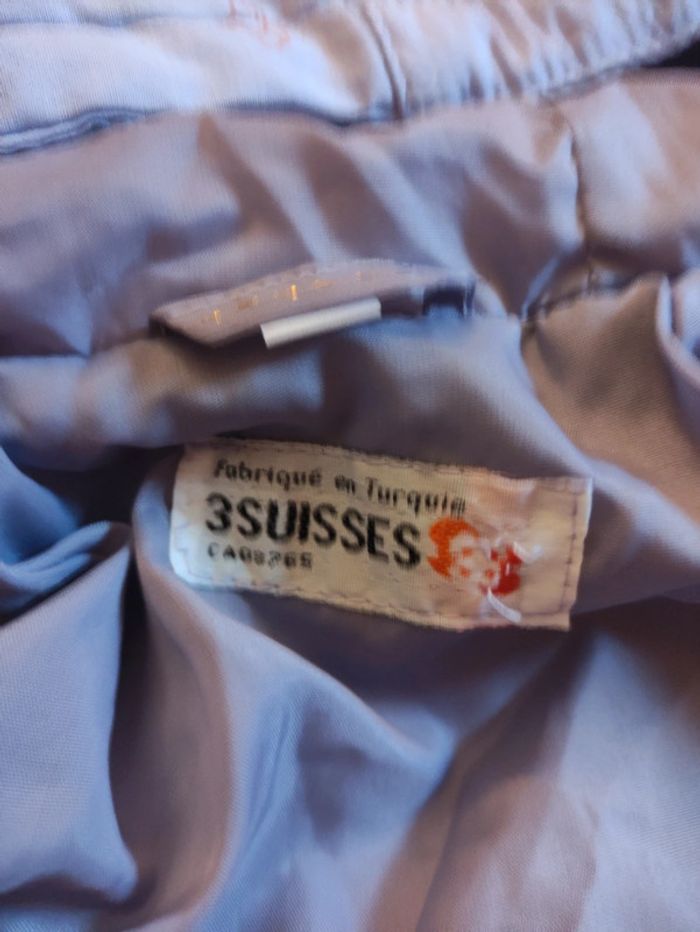 Fabriqué en Turquie
3SUISSES
CA08765